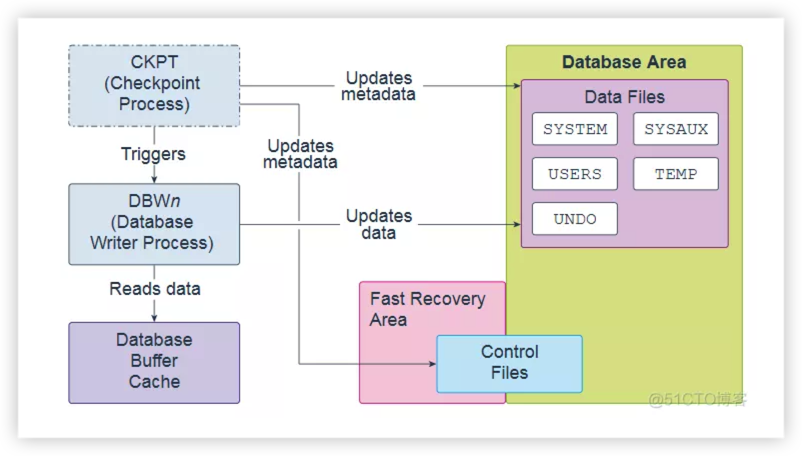 CKPT
(Checkpoint
Process)
Updates
metadata
Database Area
Data Files
SYSTEM
SYSAUX
USERS
TEMP
UNDO
Triggers
Updates
metadata
DBWn
(Database
Writer Process)
Updates
data
Reads data
Database
Buffer
Cache
Fast Recovery
Area
Control
Files
@51CTO博客